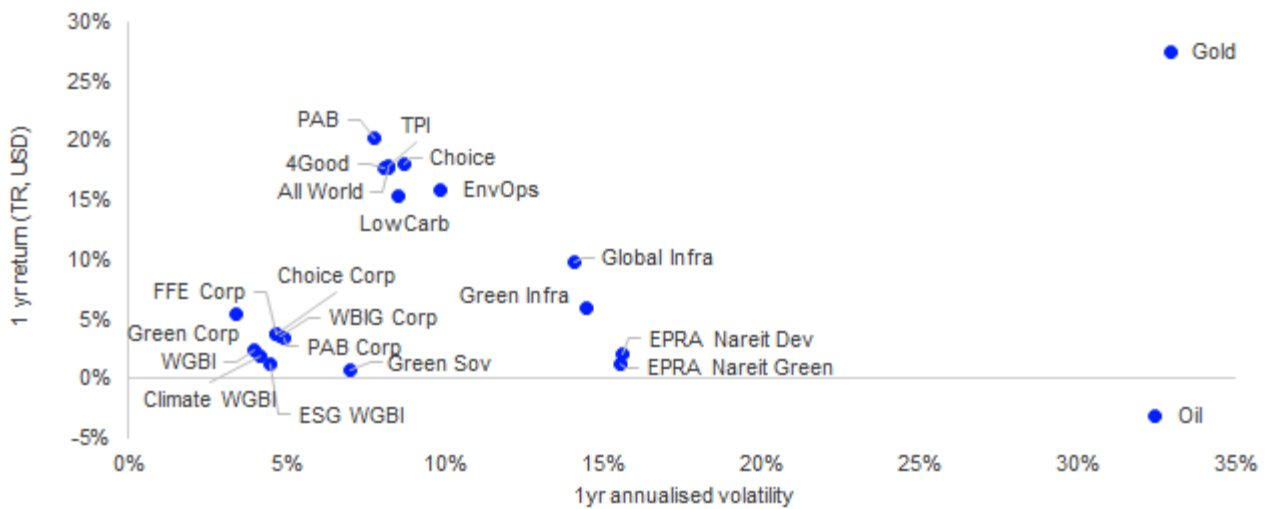 30%
25%
20%
15%
10%
5%
0%
-5%
1 yr return (TR, USD)
Gold
PAB
TPI
4Good
Choice
All World
EnvOps
LowCarb
Global Infra
Choice Corp
FFE Corp
Green Infra
WBIG Corp
Green Corp
EPRA Nareit Dev
PAB Corp
WGBI
Green Sov
EPRA Nareit Green
Climate WGBI
ESG WGBI
Oil
0%
5%
10%
15%
20%
25%
30%
35%
1yr annualised volatility